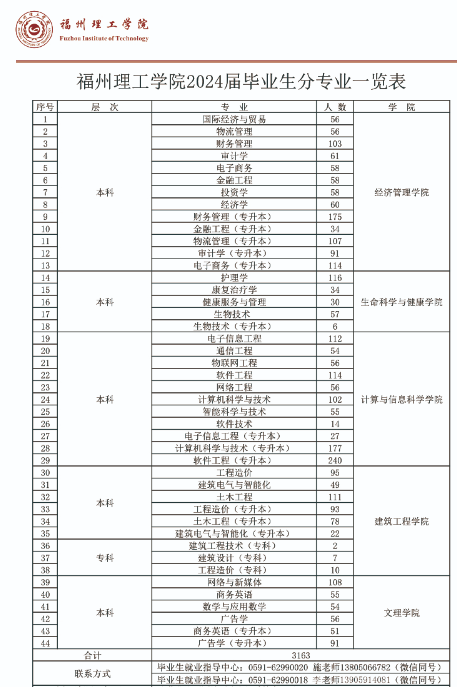 福州理工学院
Fuzhou Institute of Technology
福州理工学院2024届毕业生分专业一览表
序号 层 次 专 业 人 数 学 院
1 国际经济与贸易 56
2 物流管理 56
3 财务管理 103
4 审计学 61
5 电子商务 58
6 金融工程 58
7 本科 投资学 58 经济管理学院
8 经济学 60
9 财务管理（专升本） 175
10 金融工程（专升本） 34
11 物流管理（专升本） 107
12 审计学（专升本） 91
13 电子商务（专升本） 114
14 护理学 116
15 康复治疗学 34
16 本科 健康服务与管理 30 生命科学与健康学院
17 生物技术 57
18 生物技术（专升本） 6
19 电子信息工程 112
20 通信工程 54
21 物联网工程 56
22 软件工程 114
23 网络工程 56
24 本科 计算机科学与技术 102 计算与信息科学学院
25 智能科学与技术 55
26 软件技术 14
27 电子信息工程（专升本） 27
28 计算机科学与技术（专升本） 177
29 软件工程（专升本） 240
30 工程造价 95
31 建筑电气与智能化 49
32 本科 土木工程 111
33 工程造价（专升本） 93
34 土木工程（专升本） 78 建筑工程学院
35 建筑电气与智能化（专升本） 22
36 建筑工程技术（专科） 2
37 专科 建筑设计（专科） 7
38 工程造价（专科） 10
39 网络与新媒体 108
40 商务英语 55
41 本科 数学与应用数学 54 文理学院
42 广告学 56
43 商务英语（专升本） 51
44 广告学（专升本） 91
合计 3163
联系方式 毕业生就业指导中心：0591-62990020 施老师13805066782（微信同号）
毕业生就业指导中心：0591-62990018 李老师13905914081（微信同号）